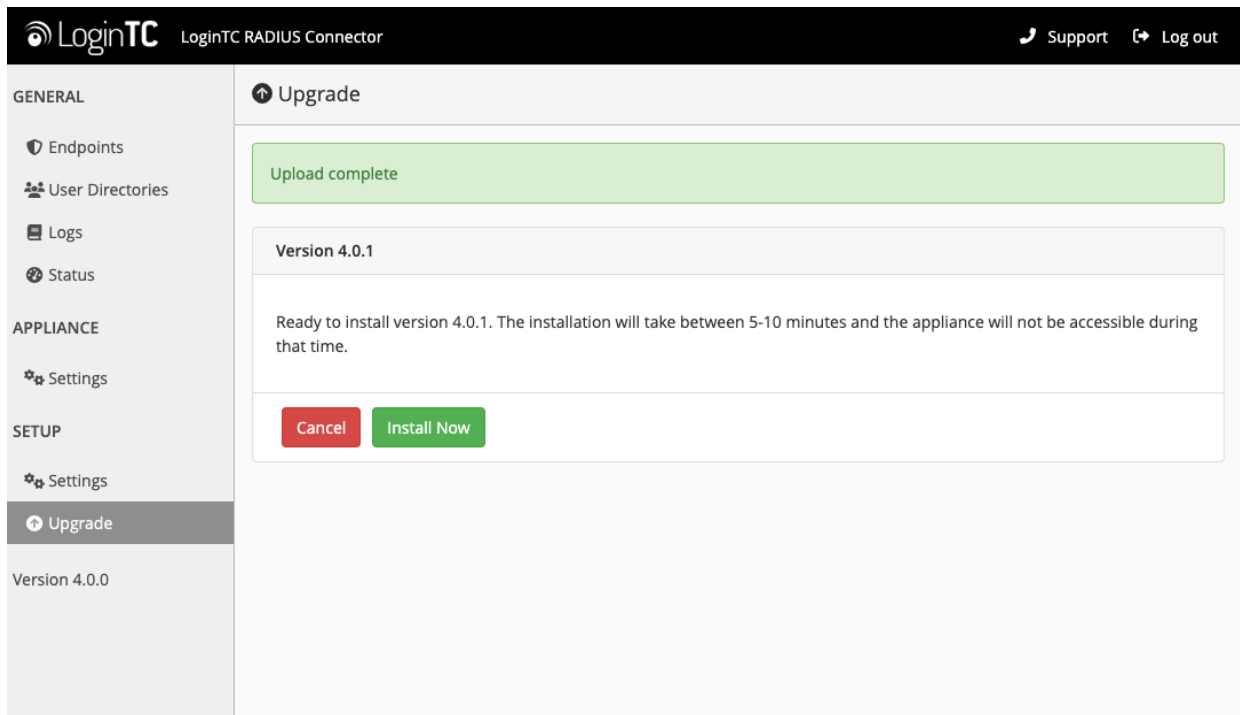 LoginTC LoginTC RADIUS Connector Support Log out
GENERAL
Endpoints
User Directories
Logs
Status
APPLIANCE
Settings
SETUP
Settings
Upgrade
Version 4.0.0
Upgrade
Upload complete
Version 4.0.1
Ready to install version 4.0.1. The installation will take between 5-10 minutes and the appliance will not be accessible during
that time.
Cancel Install Now